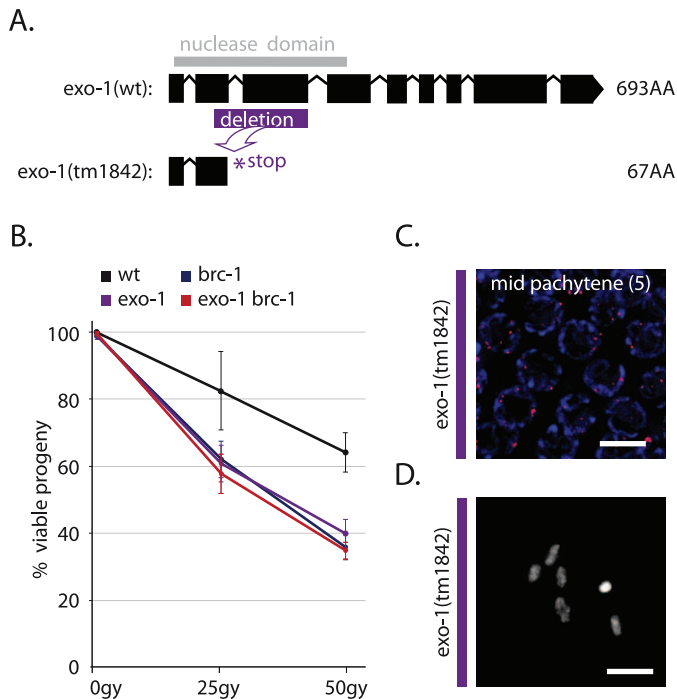 A.
nuclease domain
exo-1(wt): 693AA
deletion
*stop
exo-1(tm1842): 67AA
B.
wt brc-1
exo-1 exo-1 brc-1
100
80
60
40
20
0
% viable progeny
0gy 25gy 50gy
C.
mid pachytene (5)
exo-1(tm1842)
D.
exo-1(tm1842)